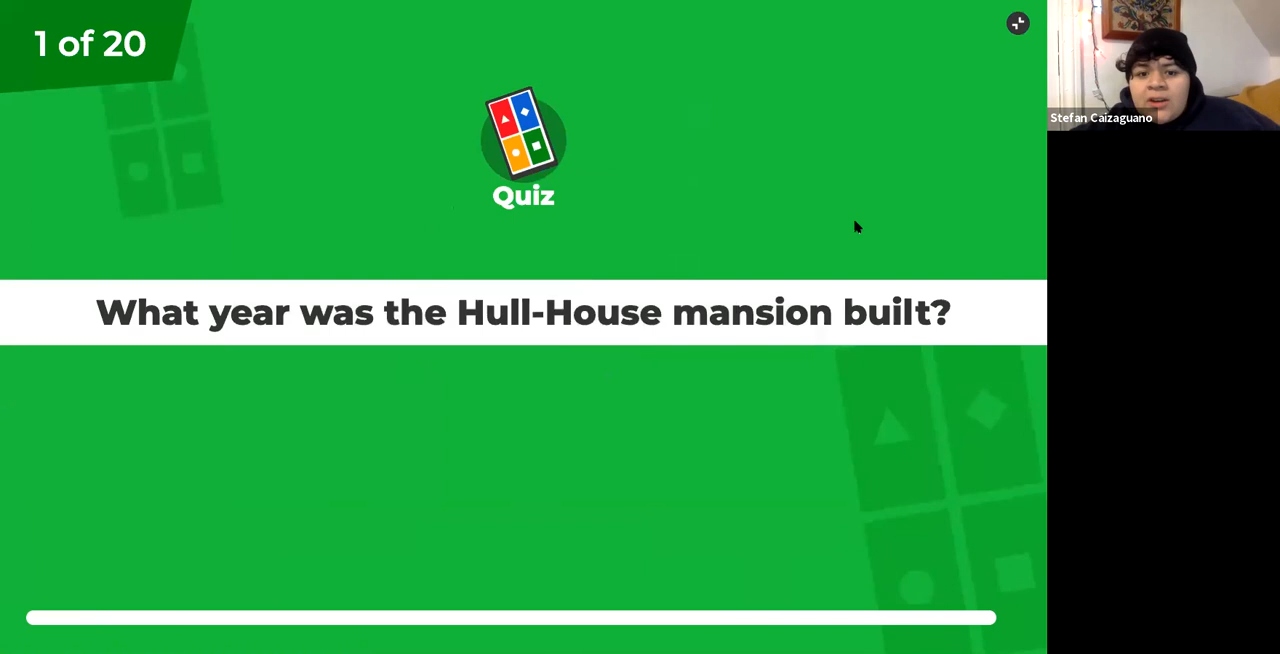 1 of 20
Quiz
Stefan Caizaguano
What year was the Hull-House mansion built?